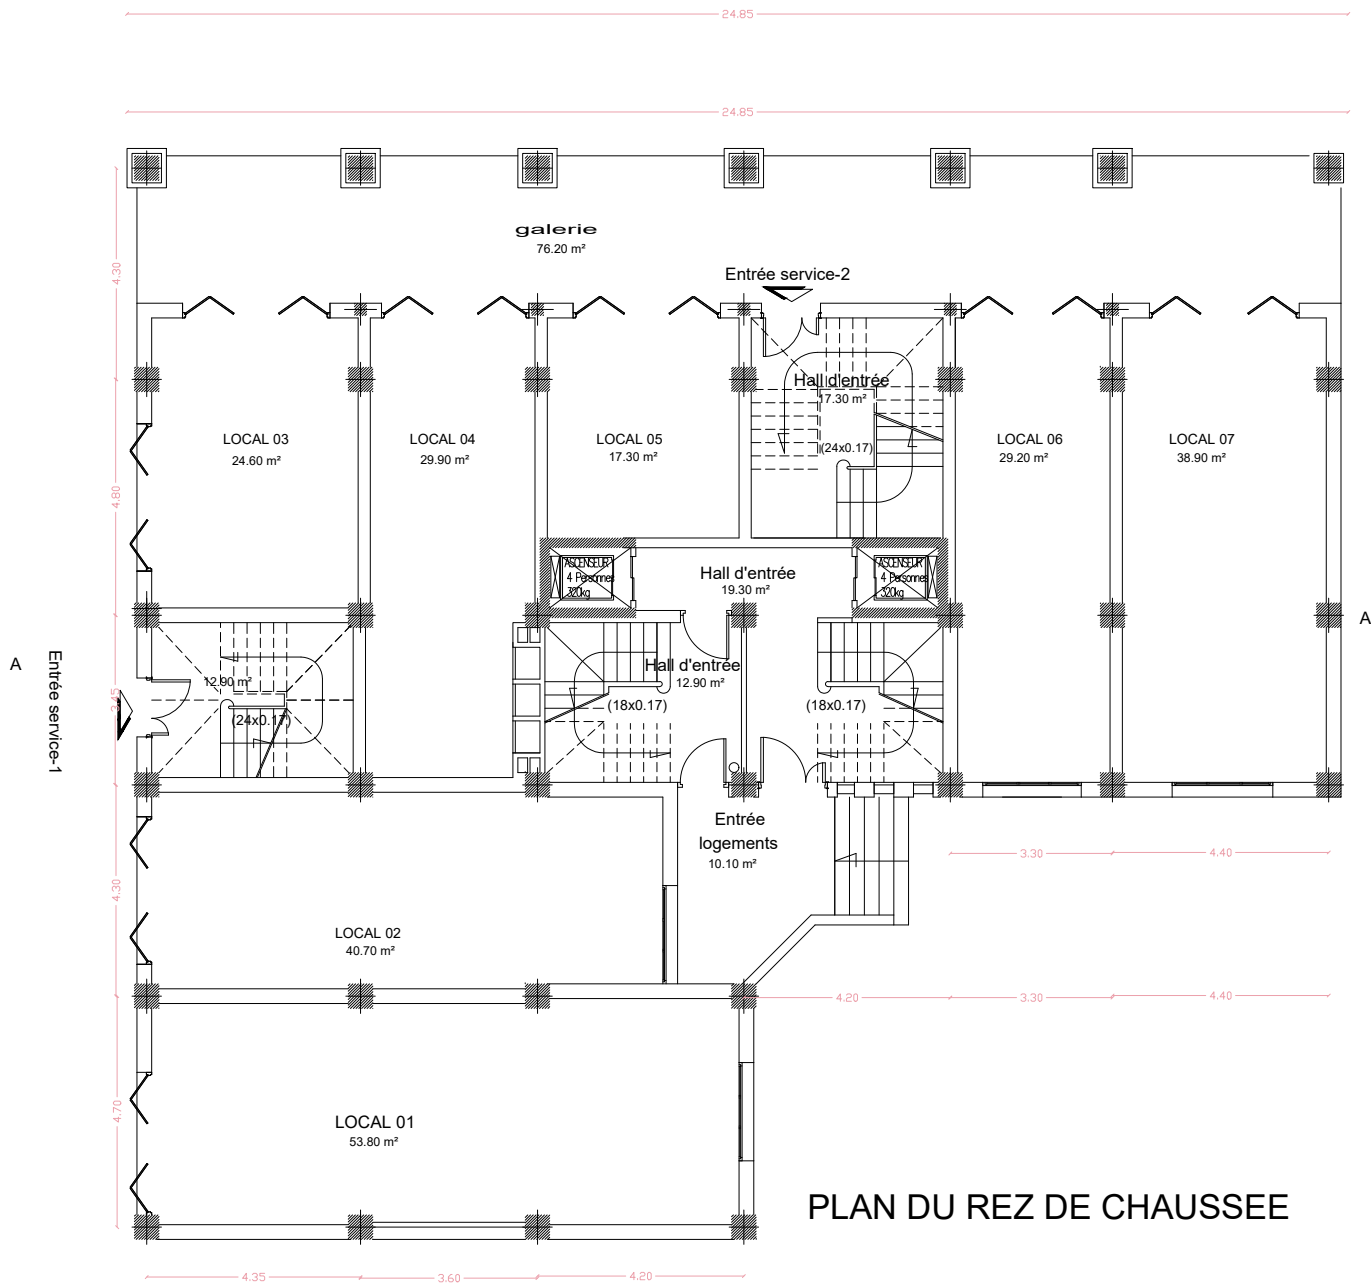 24.85
24.85
galerie
76.20 m²
4.30
Entrée service-2
Hall d'entrée
17.30 m²
LOCAL 03
24.60 m²
LOCAL 04
29.90 m²
LOCAL 05
17.30 m²
(24x0.17)
LOCAL 06
29.20 m²
LOCAL 07
38.90 m²
4.80
ASCENSEUR
4 Personnes
320kg
Hall d'entrée
19.30 m²
ASCENSEUR
4 Personnes
320kg
A
A
Entrée service-1
3.45
12.90 m²
(24x0.17)
Hall d'entrée
12.90 m²
(18x0.17)
(18x0.17)
Entrée
logements
10.10 m²
3.30
4.40
4.30
LOCAL 02
40.70 m²
4.20
3.30
4.40
4.70
LOCAL 01
53.80 m²
PLAN DU REZ DE CHAUSSEE
4.35
3.60
4.20